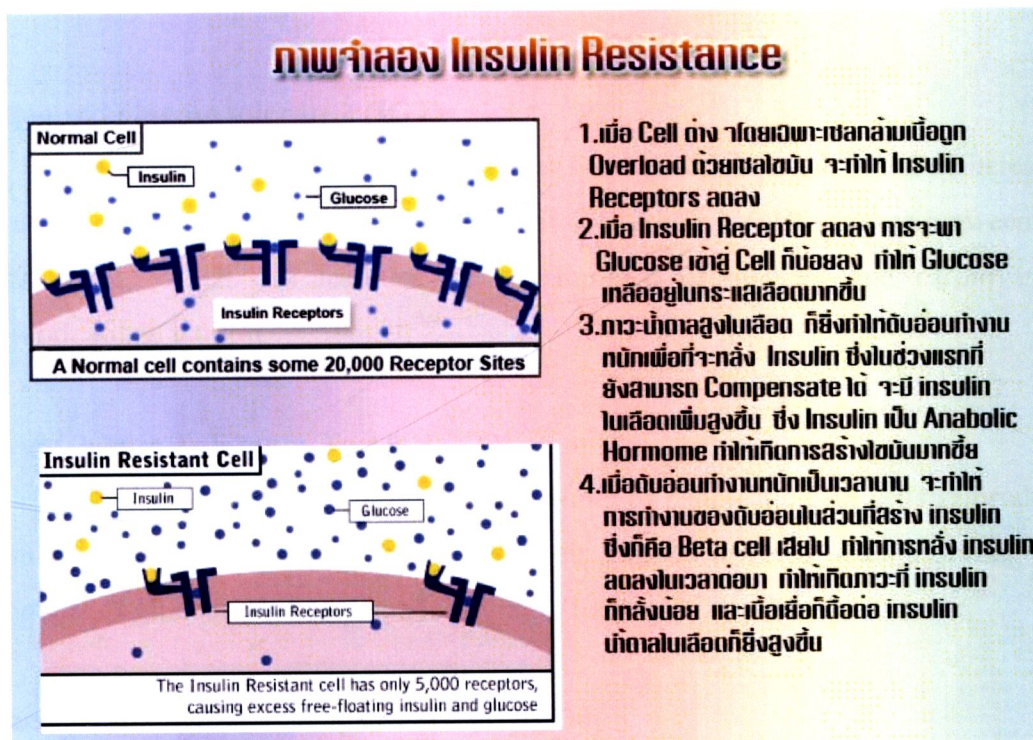 ภาพจำลอง Insulin Resistance
Normal Cell
Insulin
Glucose
Insulin Receptors
A Normal cell contains some 20,000 Receptor Sites
Insulin Resistant Cell
Insulin
Glucose
Insulin Receptors
The Insulin Resistant cell has only 5,000 receptors,
causing excess free-floating insulin and glucose
1.เมื่อ Cell ต่าง ๆโดยเฉพาะเซลกล้ามเนื้อถูก
Overload ด้วยเซลไขมัน จะทำให้ Insulin
Receptors ลดลง
2.เมื่อ Insulin Receptor ลดลง การจะพา
Glucose เข้าสู่ Cell ก็น้อยลง ทำให้ Glucose
เหลืออยู่ในกระแสเลือดมากขึ้น
3.ภาวะน้ำตาลสูงในเลือด ก็ยิ่งทำให้ตับอ่อนทำงาน
หนักเพื่อที่จะหลั่ง Insulin ซึ่งในช่วงแรกที่
ยังสามารถ Compensate ได้ จะมี insulin
ในเลือดเพิ่มสูงขึ้น ซึ่ง Insulin เป็น Anabolic
Hormome ทำให้เกิดการสร้างไขมันมากขึ้ย
4.เมื่อตับอ่อนทำงานหนักเป็นเวลานาน จะทำให้
การทำงานของตับอ่อนในส่วนที่สร้าง insulin
ซึ่งก็คือ Beta cell เสียไป ทำให้การหลั่ง insulin
ลดลงในเวลาต่อมา ทำให้เกิดภาวะที่ insulin
ก็หลั่งน้อย และเนื้อเยื่อก็ดื้อต่อ insulin
น้ำตาลในเลือดก็ยิ่งสูงขึ้น